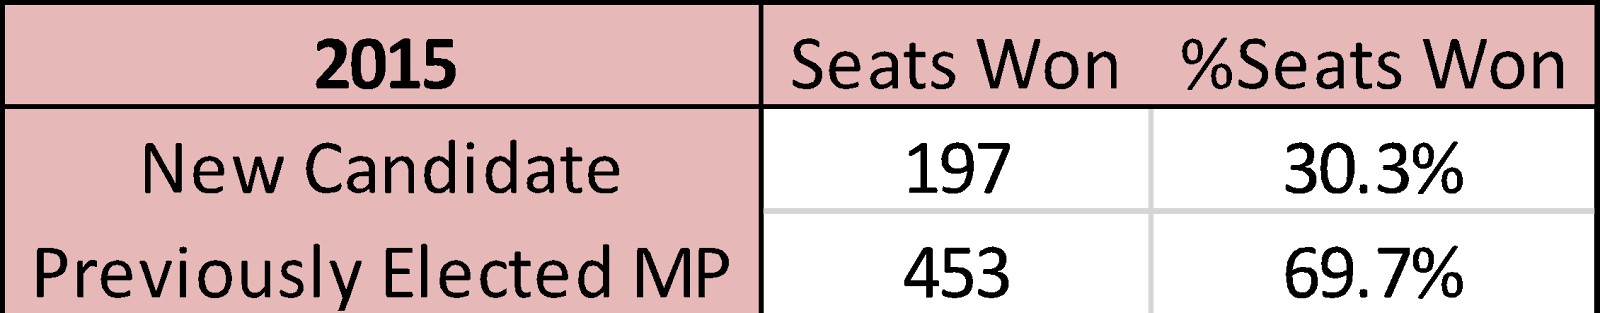 2015 Seats Won %Seats Won
New Candidate 197 30.3%
Previously Elected MP 453 69.7%